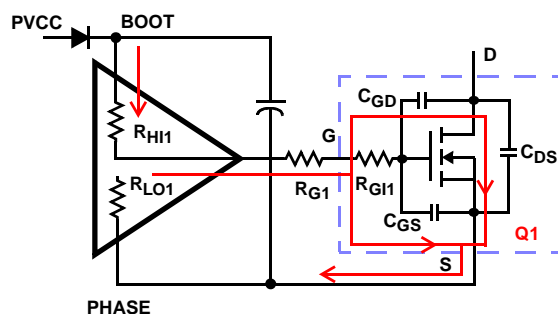 PVCC
BOOT
D
CGD
RHI1
G
CDS
RLO1
RG1
RGI1
CGS
Q1
S
PHASE